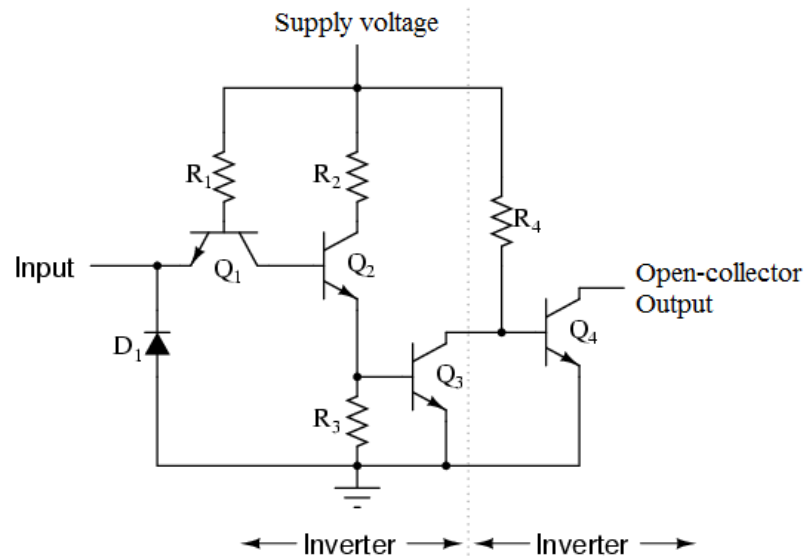 Supply voltage
R1
R2
R4
Input
Q1
Q2
Open-collector
Output
D1
Q3
Q4
R3
Inverter
Inverter